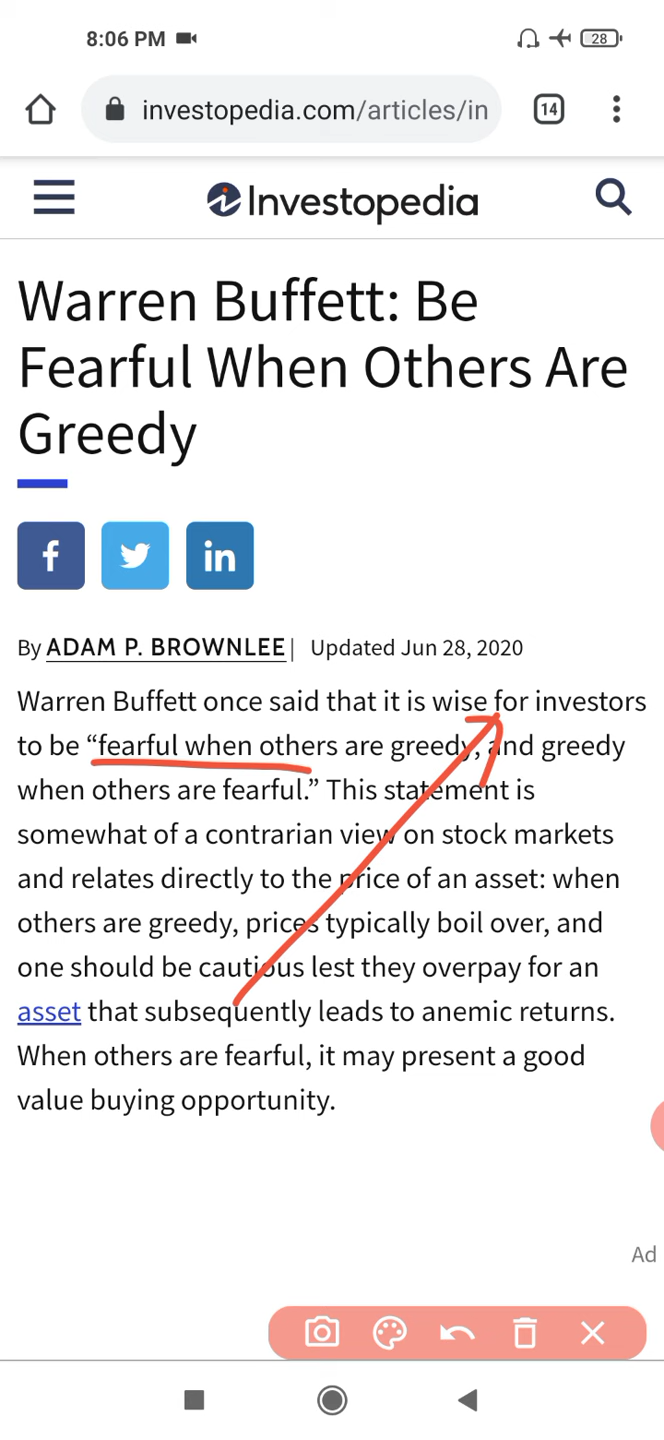 8:06 PM
28
investopedia.com/articles/in
14
Investopedia
Warren Buffett: Be
Fearful When Others Are
Greedy
f
in
By ADAM P. BROWNLEE| Updated Jun 28, 2020
Warren Buffett once said that it is wise for investors
to be “fearful when others are greedy, and greedy
when others are fearful.” This statement is
somewhat of a contrarian view on stock markets
and relates directly to the price of an asset: when
others are greedy, prices typically boil over, and
one should be cautious lest they overpay for an
asset that subsequently leads to anemic returns.
When others are fearful, it may present a good
value buying opportunity.
Ad